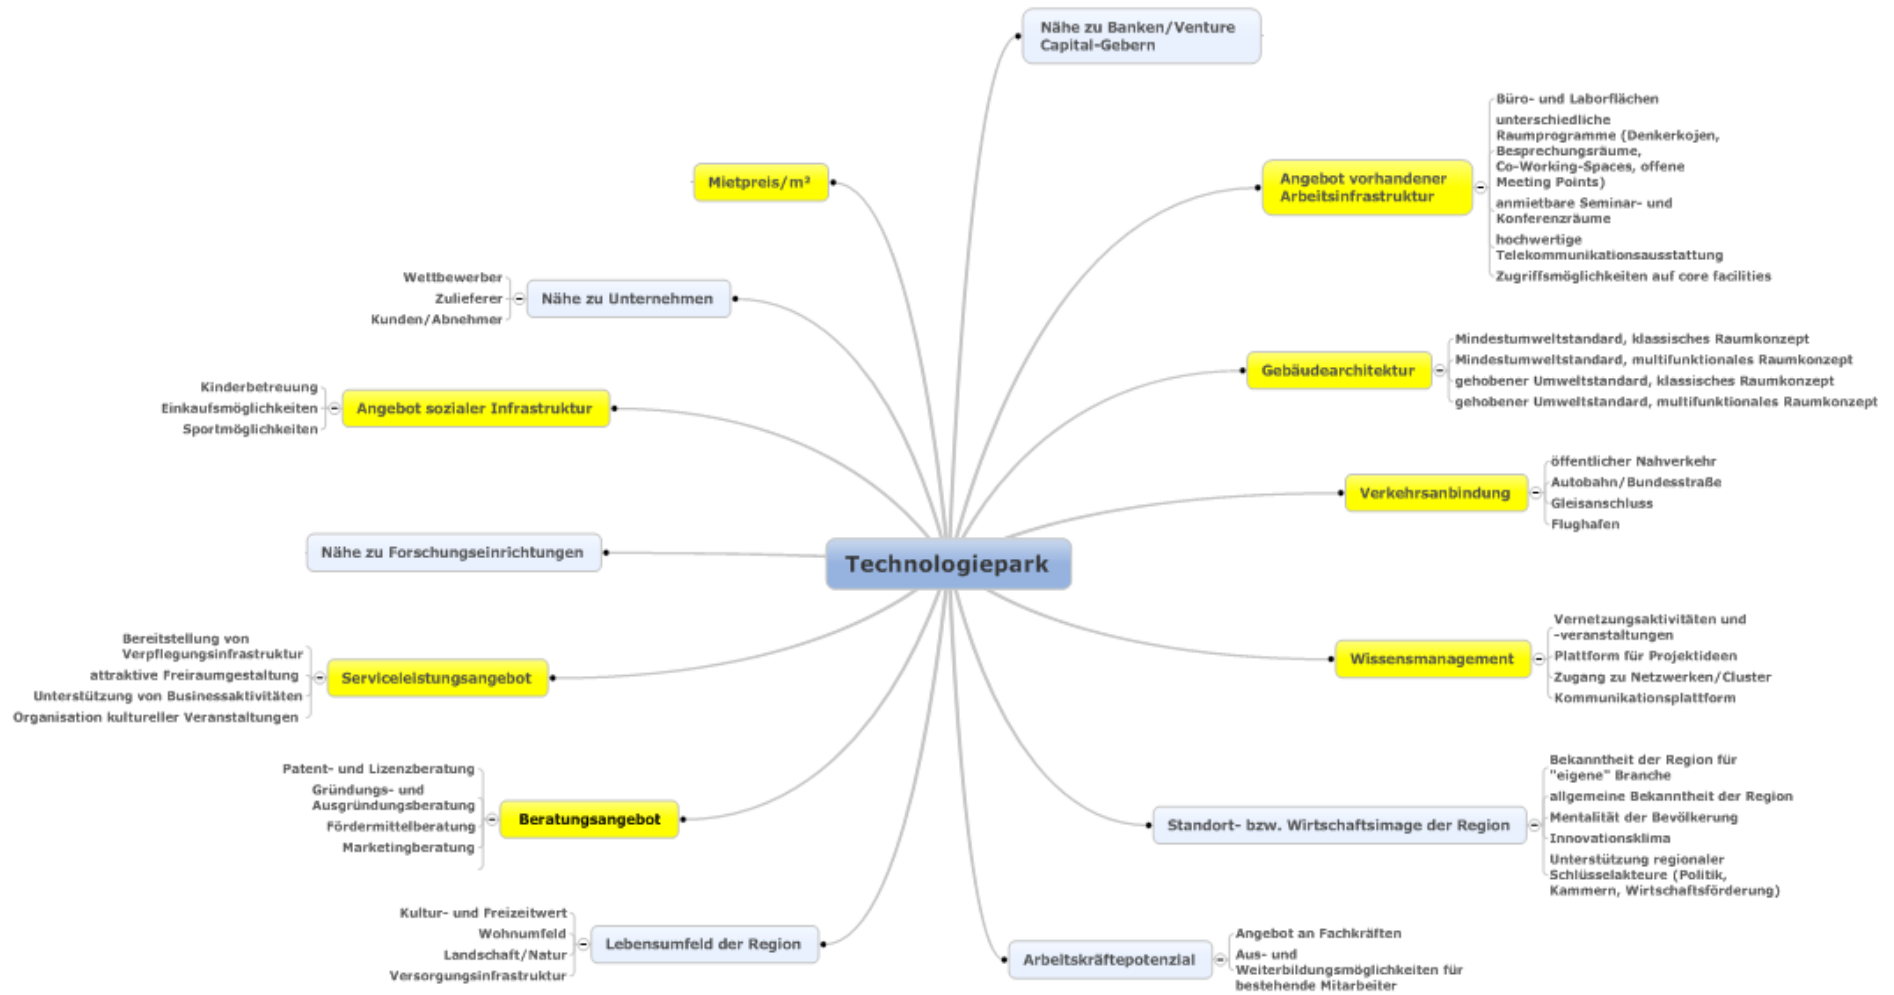 Nähe zu Banken/Venture
Capital-Gebern
Angebot vorhandener
Arbeitsinfrastruktur
Büro- und Laborflächen
unterschiedliche
Raumprogramme (Denkerkojen,
Besprechungsräume,
Co-Working-Spaces, offene
Meeting Points)
anmietbare Seminar- und
Konferenzräume
hochwertige
Telekommunikationsausstattung
Zugriffsmöglichkeiten auf core facilities
Gebäudearchitektur
Mindestumweltstandard, klassisches Raumkonzept
Mindestumweltstandard, multifunktionales Raumkonzept
gehobener Umweltstandard, klassisches Raumkonzept
gehobener Umweltstandard, multifunktionales Raumkonzept
Verkehrsanbindung
öffentlicher Nahverkehr
Autobahn/Bundesstraße
Gleisanschluss
Flughafen
Wissensmanagement
Vernetzungsaktivitäten und
-veranstaltungen
Plattform für Projektideen
Zugang zu Netzwerken/Cluster
Kommunikationsplattform
Standort- bzw. Wirtschaftsimage der Region
Bekanntheit der Region für
"eigene" Branche
allgemeine Bekanntheit der Region
Mentalität der Bevölkerung
Innovationsklima
Unterstützung regionaler
Schlüsselakteure (Politik,
Kammern, Wirtschaftsförderung)
Arbeitskräftepotenzial
Angebot an Fachkräften
Aus- und
Weiterbildungsmöglichkeiten für
bestehende Mitarbeiter
Technologiepark
Mietpreis/m²
Nähe zu Unternehmen
Wettbewerber
Zulieferer
Kunden/Abnehmer
Angebot sozialer Infrastruktur
Kinderbetreuung
Einkaufsmöglichkeiten
Sportmöglichkeiten
Nähe zu Forschungseinrichtungen
Serviceleistungsangebot
Bereitstellung von
Verpflegungsinfrastruktur
attraktive Freiraumgestaltung
Unterstützung von Businessaktivitäten
Organisation kultureller Veranstaltungen
Beratungsangebot
Patent- und Lizenzberatung
Gründungs- und
Ausgründungsberatung
Fördermittelberatung
Marketingberatung
Lebensumfeld der Region
Kultur- und Freizeitwert
Wohnumfeld
Landschaft/Natur
Versorgungsinfrastruktur